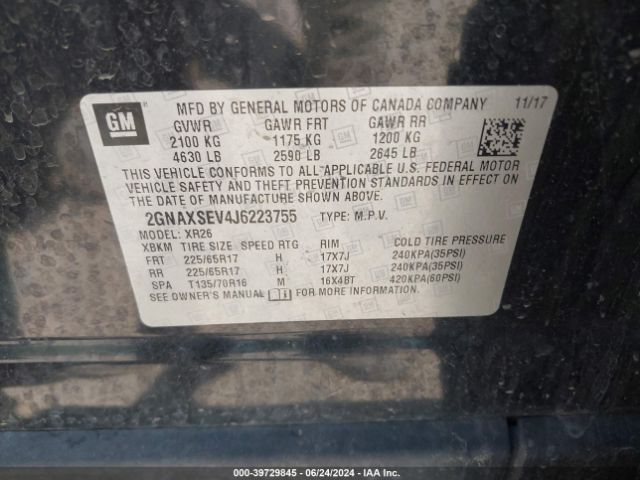 GM
MFD BY GENERAL MOTORS OF CANADA COMPANY 11/17
GVWR GAWR FRT GAWR RR
2100 KG 1175 KG 1200 KG
4630 LB 2590 LB 2645 LB
THIS VEHICLE CONFORMS TO ALL APPLICABLE U.S. FEDERAL MOTOR
VEHICLE SAFETY AND THEFT PREVENTION STANDARDS IN EFFECT ON
THE DATE OF MANUFACTURE SHOWN ABOVE.
2GNAXSEV4J6223755 TYPE: M.P.V.
MODEL: XR26
XBKM TIRE SIZE SPEED RTG RIM COLD TIRE PRESSURE
FRT 225/65R17 H 17X7J 240KPA(35PSI)
RR 225/65R17 H 17X7J 240KPA(35PSI)
SPA T135/70R16 M 16X4BT 420KPA(60PSI)
SEE OWNER'S MANUAL FOR MORE INFORMATION.
000-39729845 - 06/24/2024 - IAA Inc.